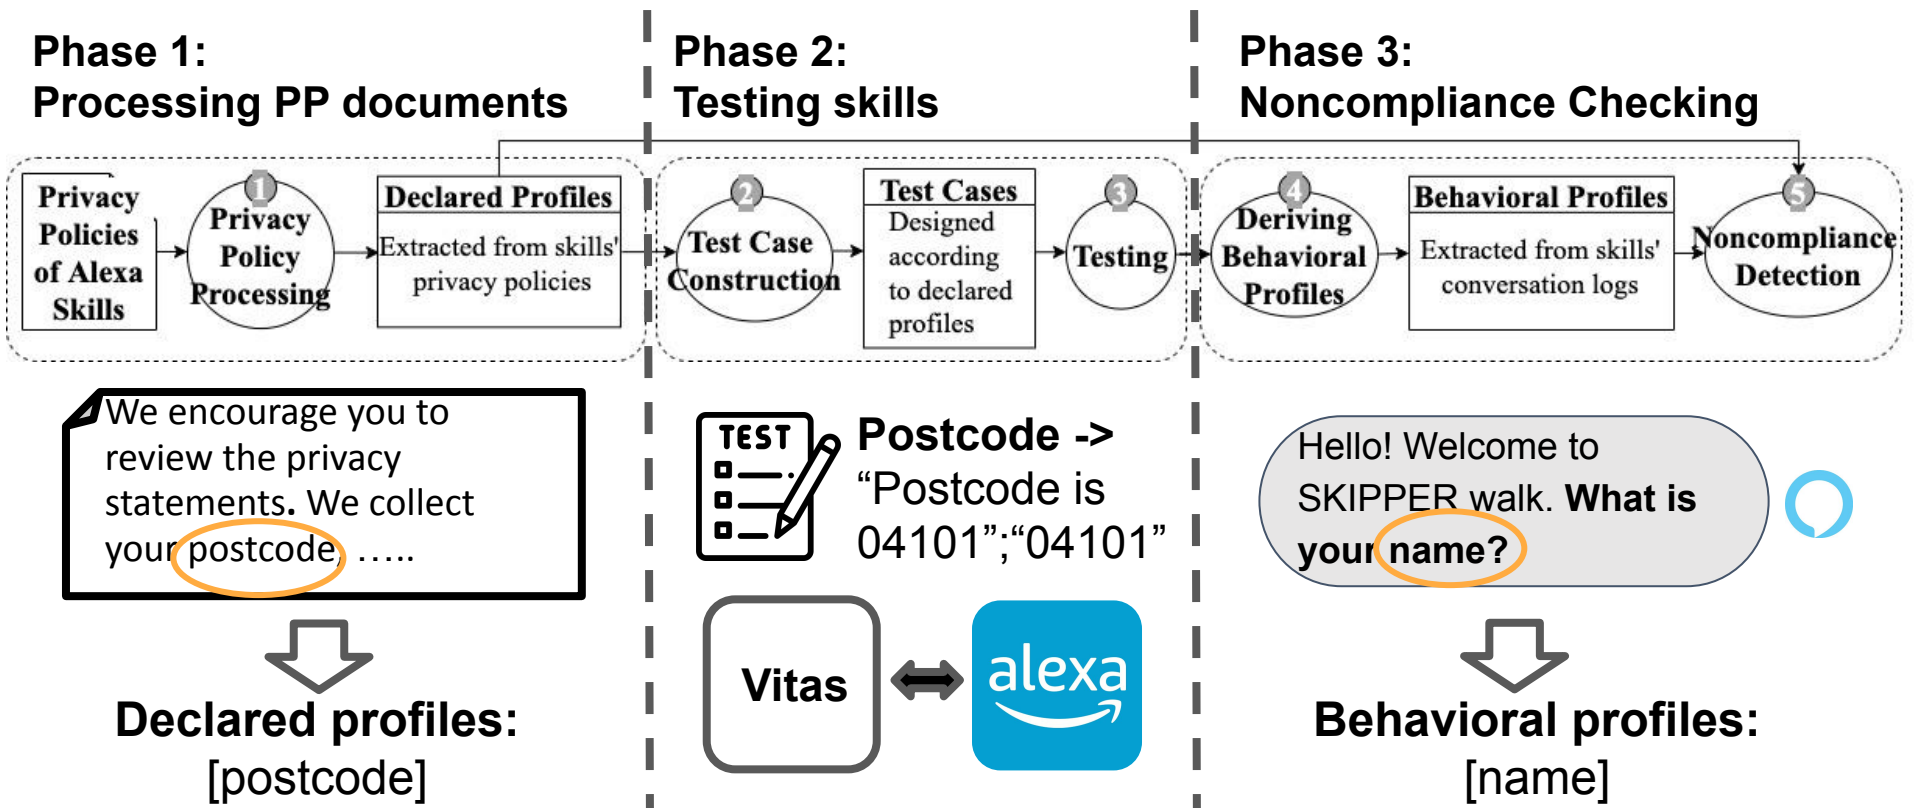 Phase 1:
Processing PP documents
Phase 2:
Testing skills
Phase 3:
Noncompliance Checking
Privacy
Policies
of Alexa
Skills
1
Privacy
Policy
Processing
Declared Profiles
Extracted from skills'
privacy policies
2
Test Case
Construction
Test Cases
Designed
according
to declared
profiles
3
Testing
4
Deriving
Behavioral
Profiles
Behavioral Profiles
Extracted from skills'
conversation logs
5
Noncompliance
Detection
We encourage you to
review the privacy
statements. We collect
your postcode, …..
Declared profiles:
[postcode]
TEST
Postcode ->
“Postcode is
04101”;“04101”
Vitas
alexa
Hello! Welcome to
SKIPPER walk. What is
your name?
Behavioral profiles:
[name]